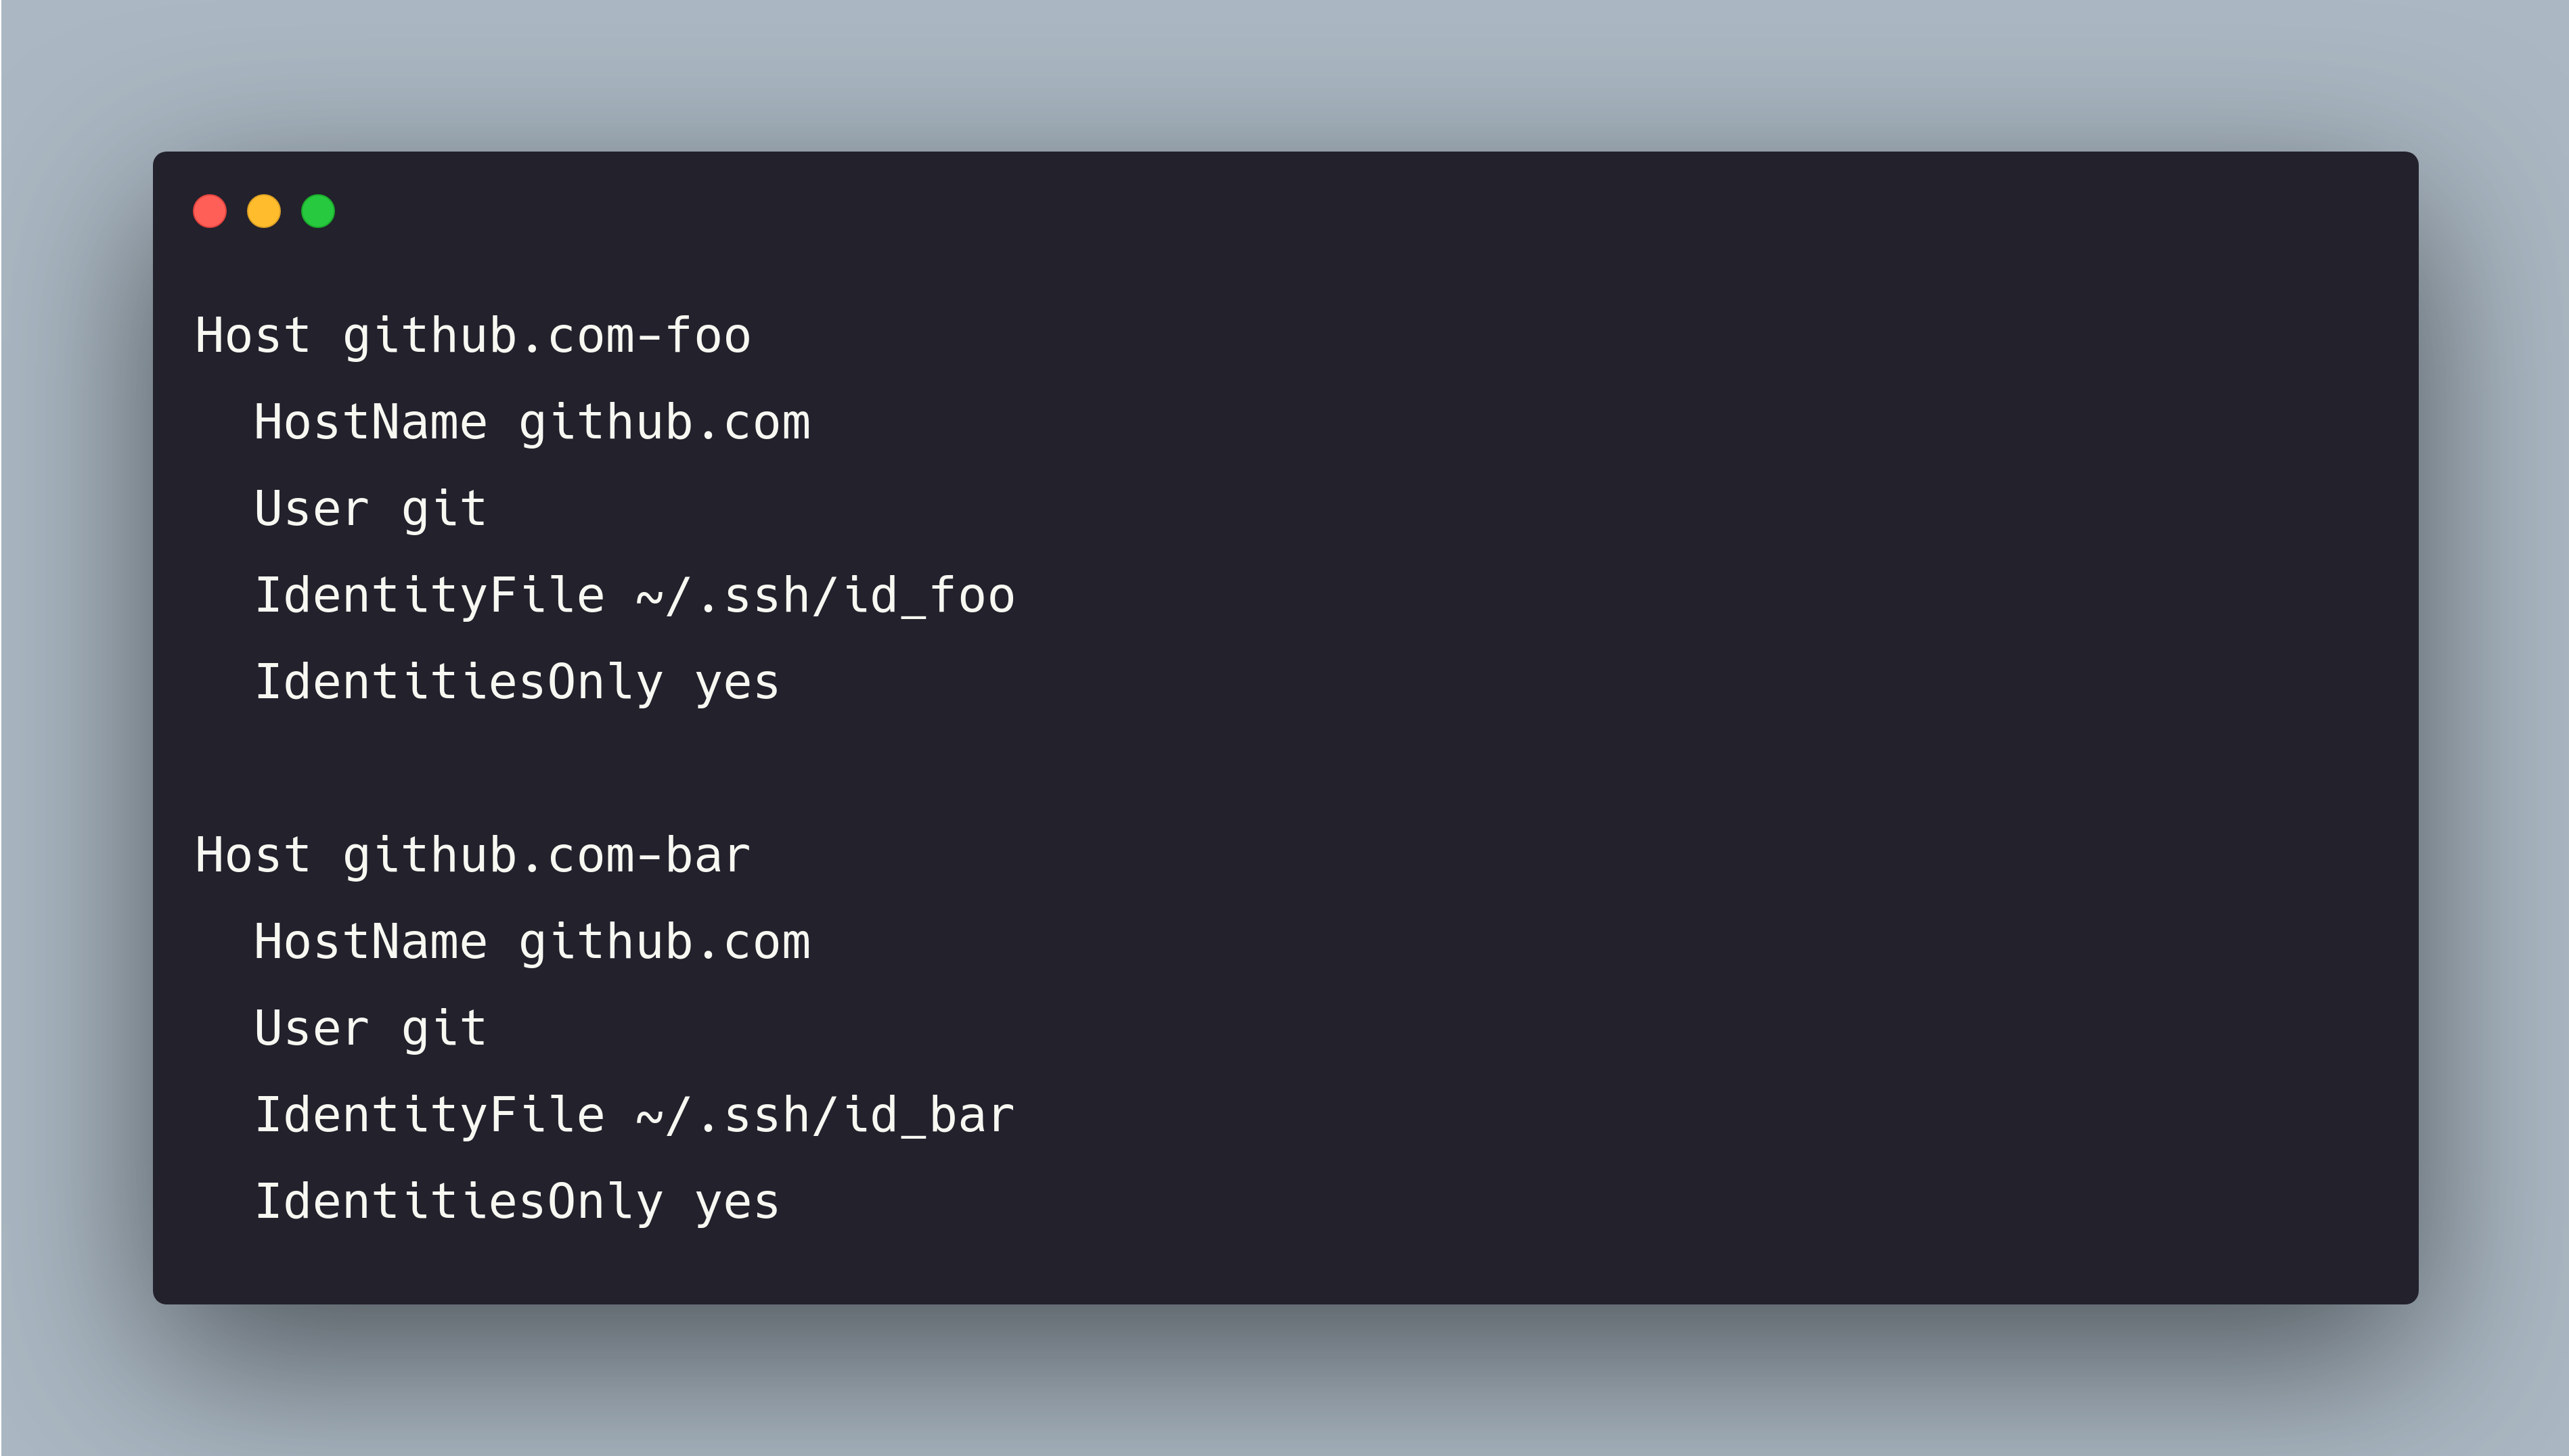 Host github.com-foo
  HostName github.com
  User git
  IdentityFile ~/.ssh/id_foo
  IdentitiesOnly yes

Host github.com-bar
  HostName github.com
  User git
  IdentityFile ~/.ssh/id_bar
  IdentitiesOnly yes